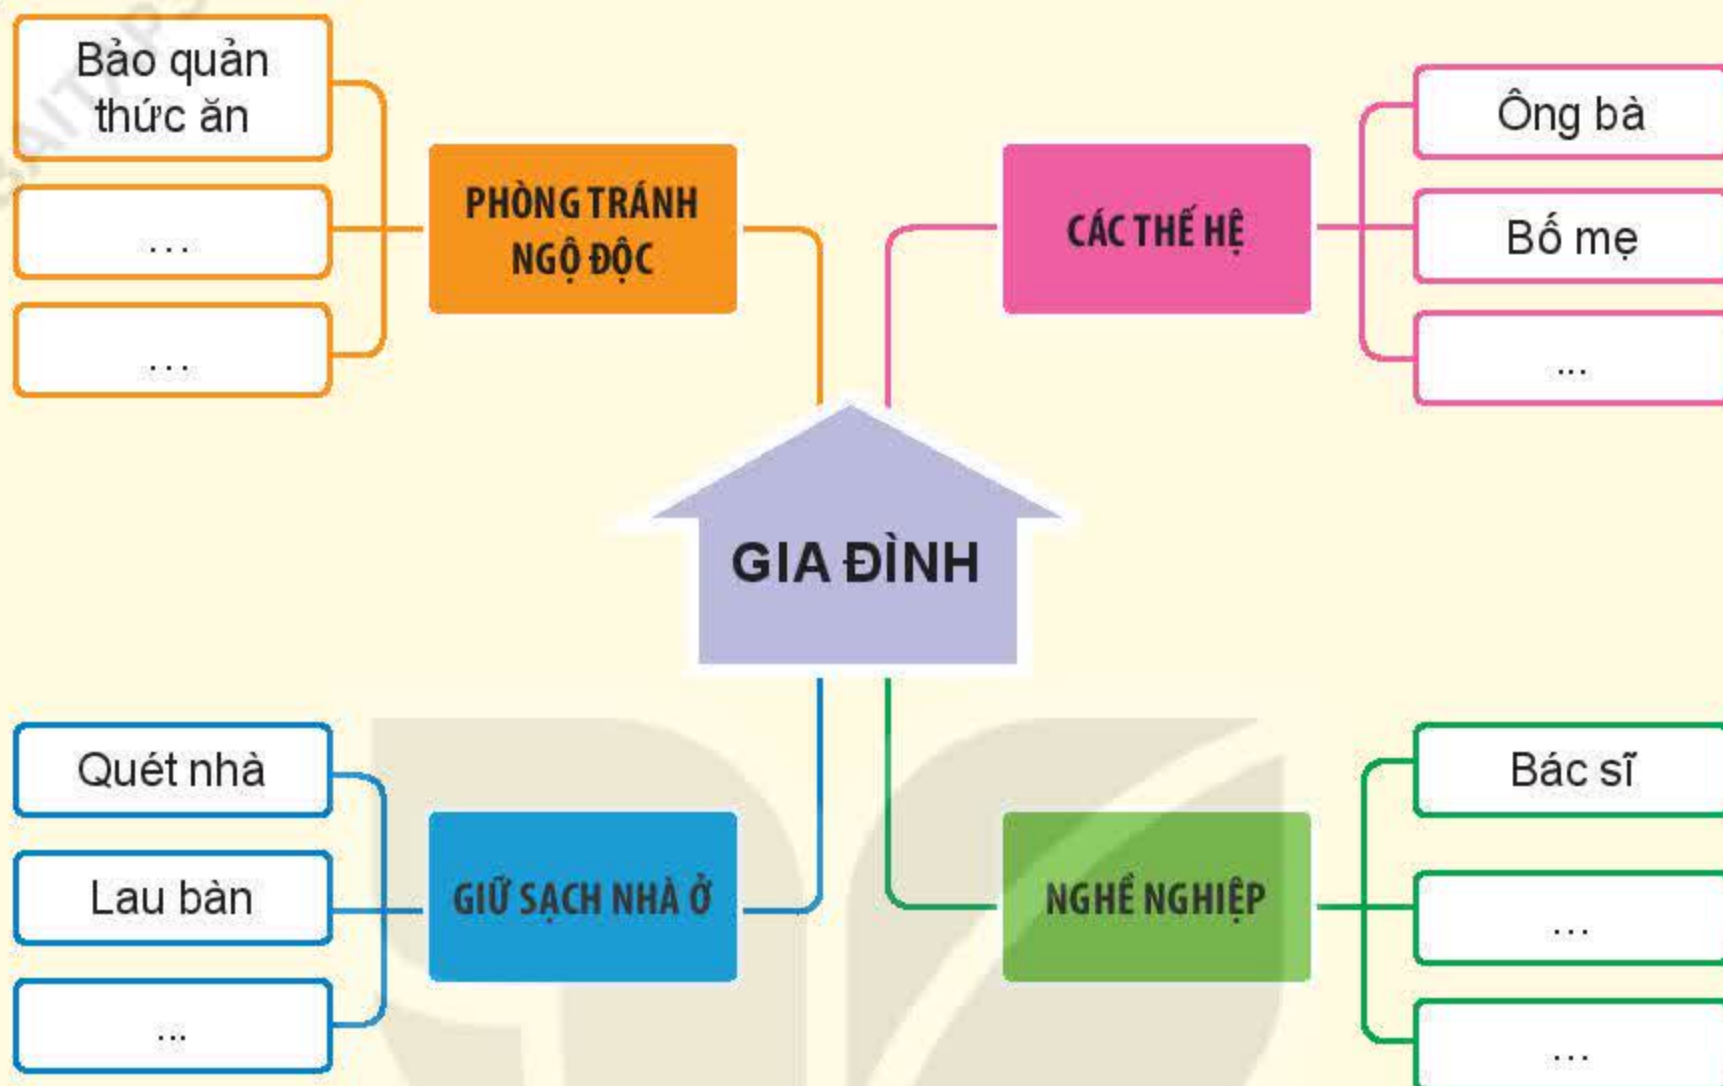 Bảo quản
thức ăn
...
...
PHÒNG TRÁNH
NGỘ ĐỘC
CÁC THẾ HỆ
Ông bà
Bố mẹ
...
GIA ĐÌNH
Quét nhà
Lau bàn
...
GIỮ SẠCH NHÀ Ở
NGHỀ NGHIỆP
Bác sĩ
...
...